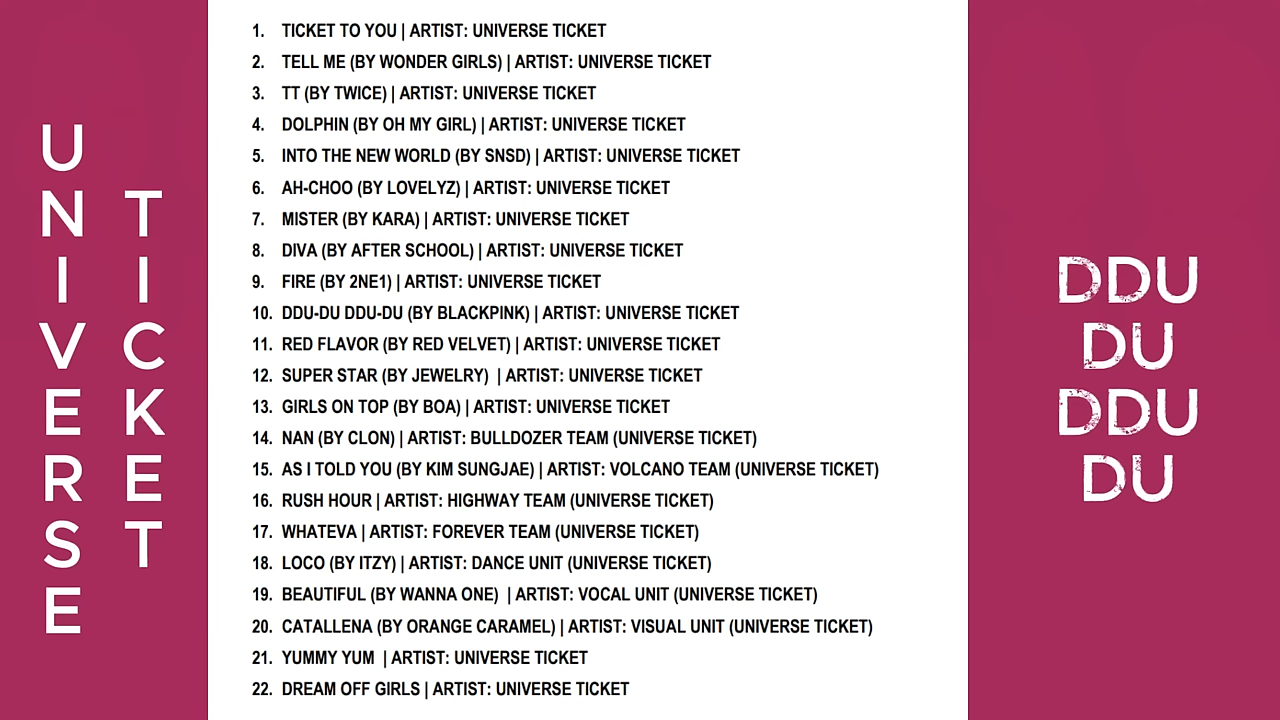 UNIVERSE
TICKET
1. TICKET TO YOU | ARTIST: UNIVERSE TICKET
2. TELL ME (BY WONDER GIRLS) | ARTIST: UNIVERSE TICKET
3. TT (BY TWICE) | ARTIST: UNIVERSE TICKET
4. DOLPHIN (BY OH MY GIRL) | ARTIST: UNIVERSE TICKET
5. INTO THE NEW WORLD (BY SNSD) | ARTIST: UNIVERSE TICKET
6. AH-CHOO (BY LOVELYZ) | ARTIST: UNIVERSE TICKET
7. MISTER (BY KARA) | ARTIST: UNIVERSE TICKET
8. DIVA (BY AFTER SCHOOL) | ARTIST: UNIVERSE TICKET
9. FIRE (BY 2NE1) | ARTIST: UNIVERSE TICKET
10. DDU-DU DDU-DU (BY BLACKPINK) | ARTIST: UNIVERSE TICKET
11. RED FLAVOR (BY RED VELVET) | ARTIST: UNIVERSE TICKET
12. SUPER STAR (BY JEWELRY) | ARTIST: UNIVERSE TICKET
13. GIRLS ON TOP (BY BOA) | ARTIST: UNIVERSE TICKET
14. NAN (BY CLON) | ARTIST: BULLDOZER TEAM (UNIVERSE TICKET)
15. AS I TOLD YOU (BY KIM SUNGJAE) | ARTIST: VOLCANO TEAM (UNIVERSE TICKET)
16. RUSH HOUR | ARTIST: HIGHWAY TEAM (UNIVERSE TICKET)
17. WHATEVA | ARTIST: FOREVER TEAM (UNIVERSE TICKET)
18. LOCO (BY ITZY) | ARTIST: DANCE UNIT (UNIVERSE TICKET)
19. BEAUTIFUL (BY WANNA ONE) | ARTIST: VOCAL UNIT (UNIVERSE TICKET)
20. CATALLENA (BY ORANGE CARAMEL) | ARTIST: VISUAL UNIT (UNIVERSE TICKET)
21. YUMMY YUM | ARTIST: UNIVERSE TICKET
22. DREAM OFF GIRLS | ARTIST: UNIVERSE TICKET
DDU
DU
DDU
DU